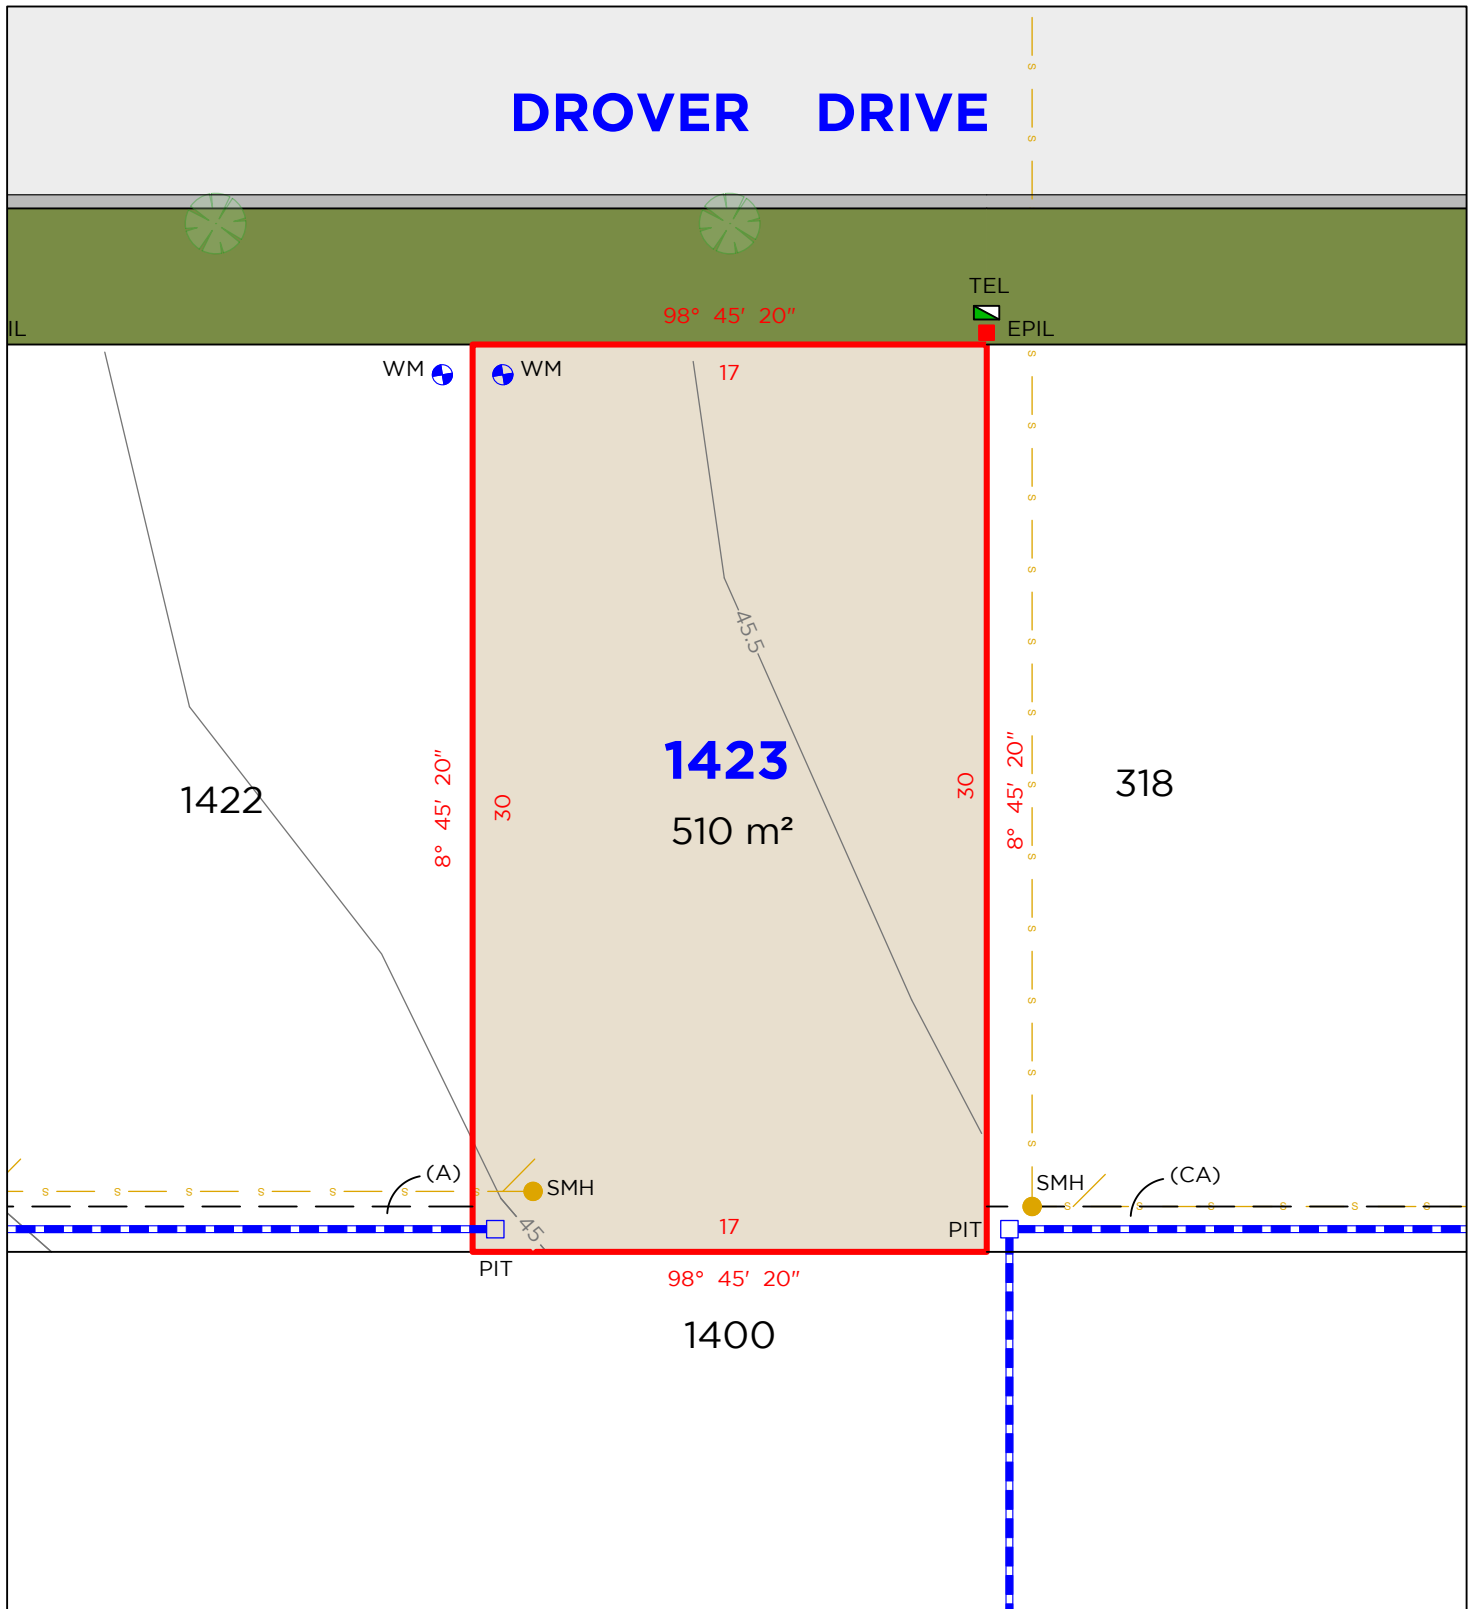 DROVER DRIVE
TEL
98° 45' 20"
IL
EPIL
WM
WM
17
45.5
8° 45' 20"
30
1423
510 m²
30
8° 45' 20"
1422
318
(A)
SMH
SMH
(CA)
17
PIT
PIT
98° 45' 20"
1400